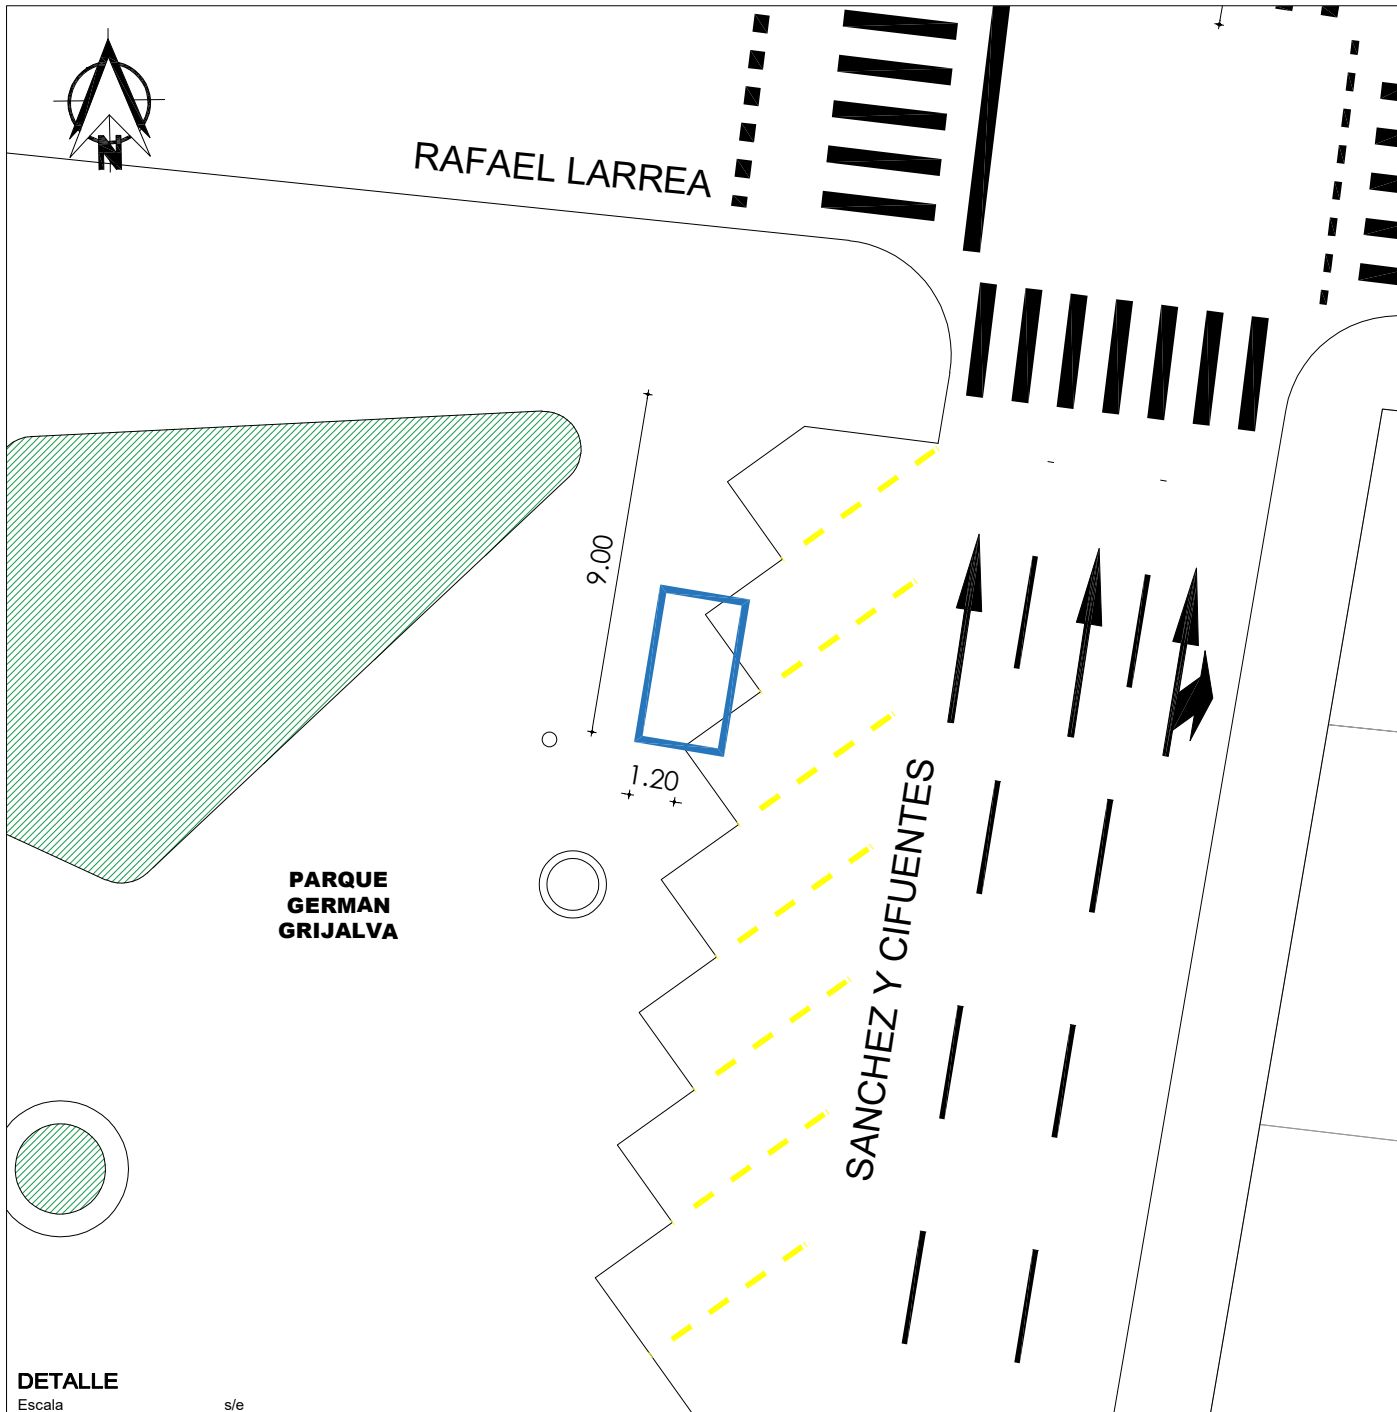 N
RAFAEL LARREA
9.00
1.20
SANCHEZ Y CIFUENTES
PARQUE
GERMAN
GRIJALVA
DETALLE
Escala s/e